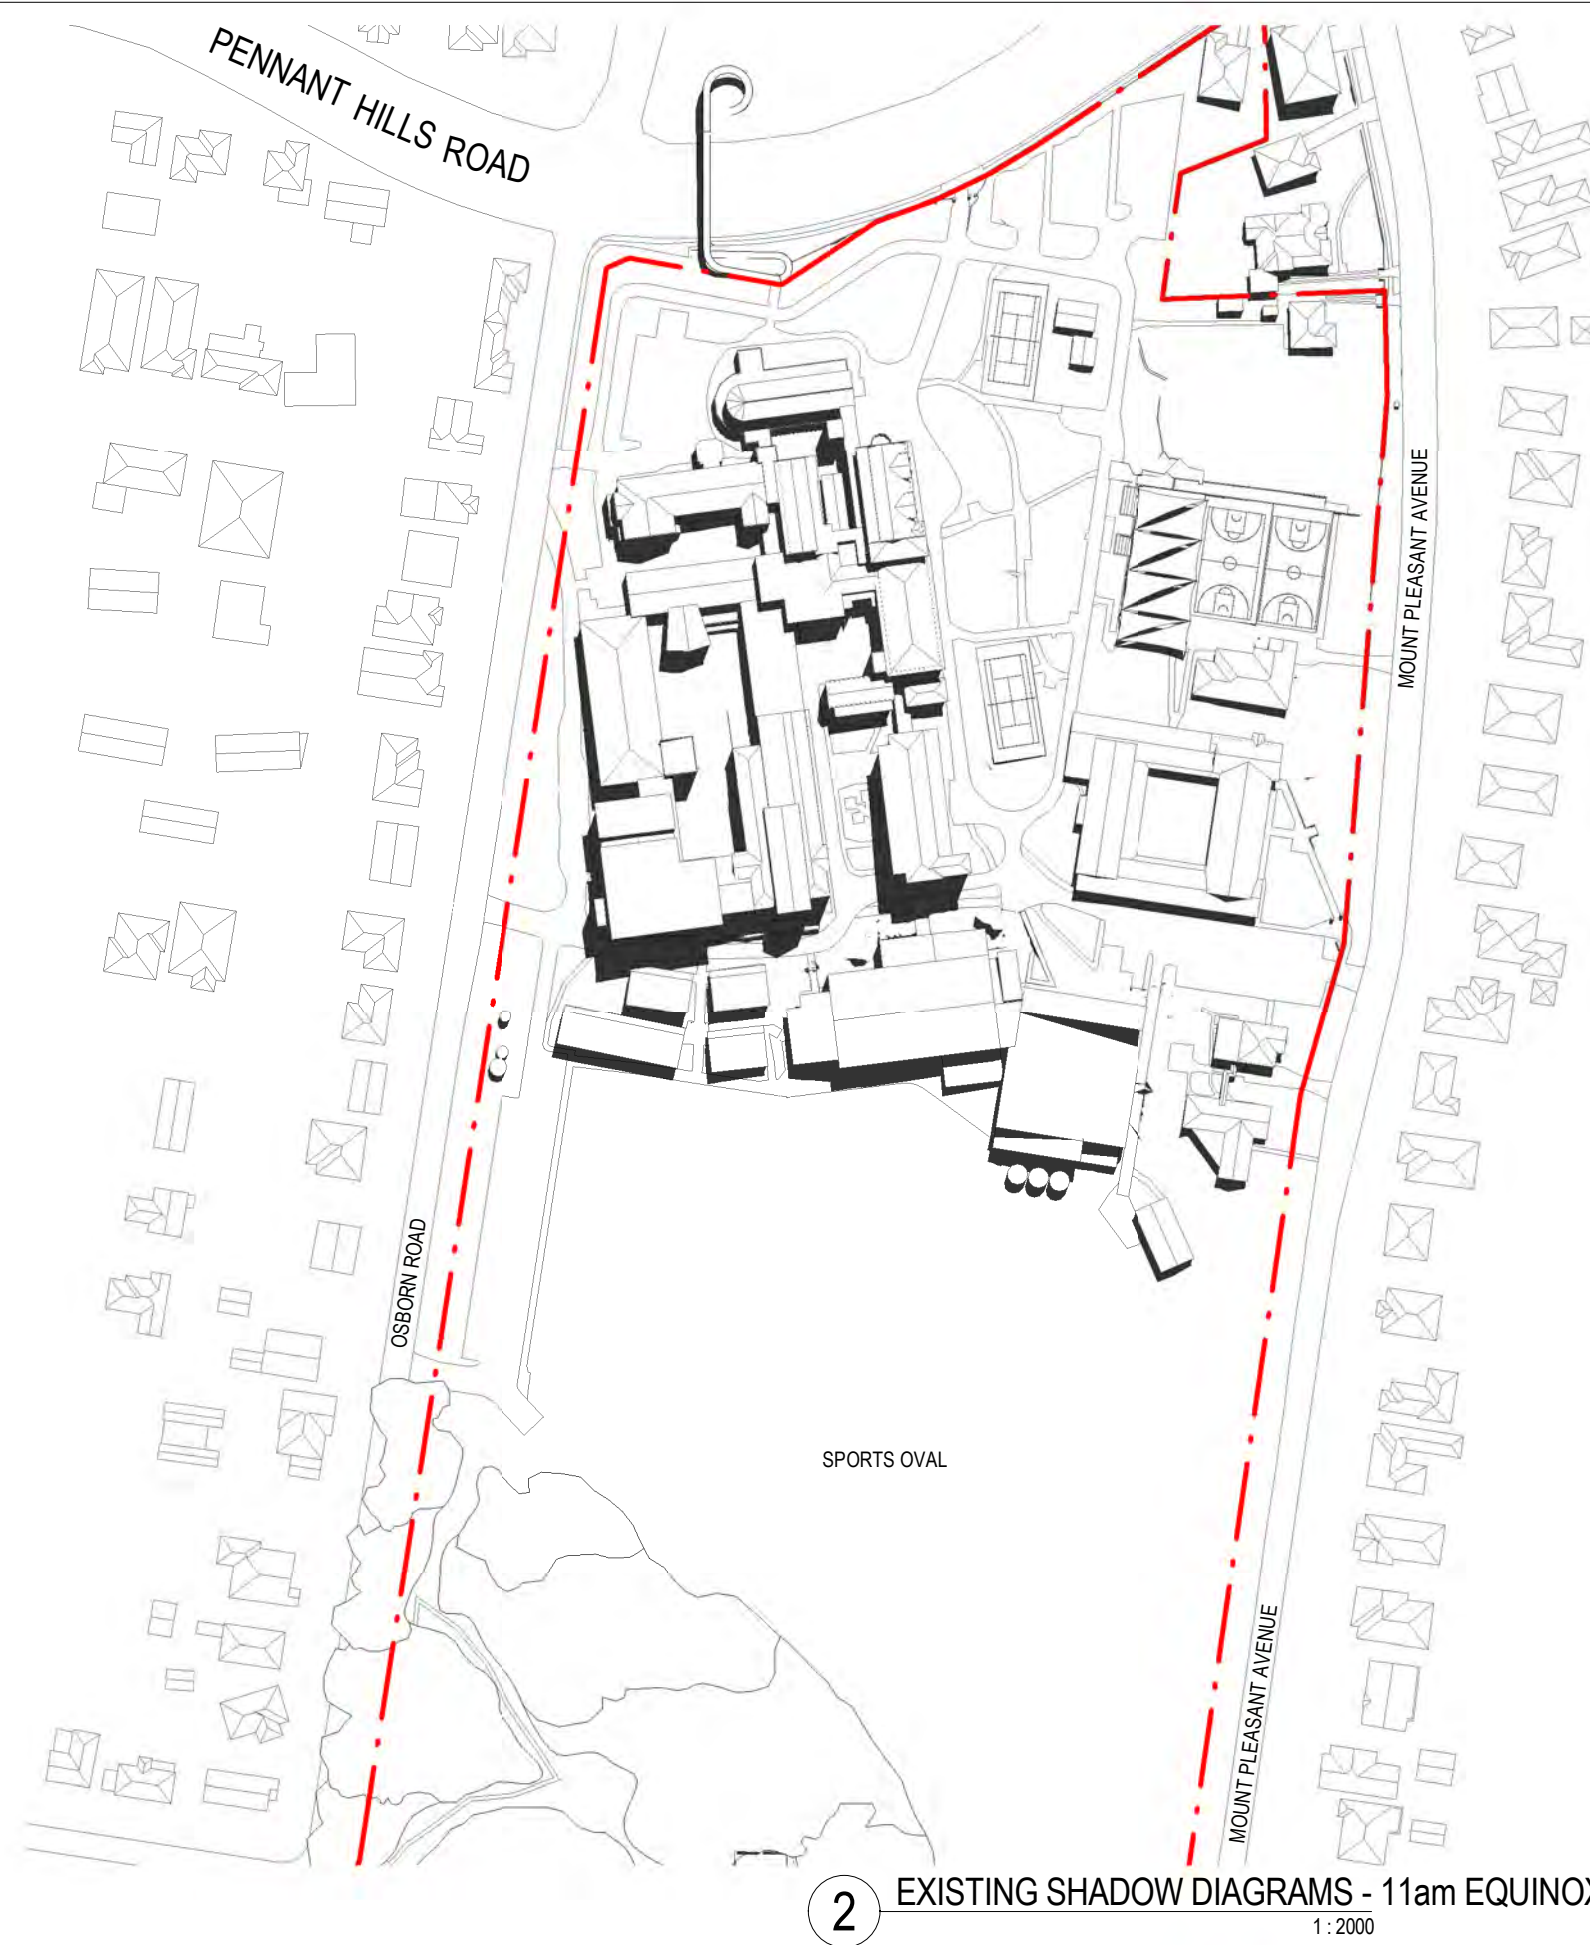 PENNANT HILLS ROAD
MOUNT PLEASANT AVENUE
OSBORN ROAD
SPORTS OVAL
MOUNT PLEASANT AVENUE
2
EXISTING SHADOW DIAGRAMS - 11am EQUINOX
1 : 2000